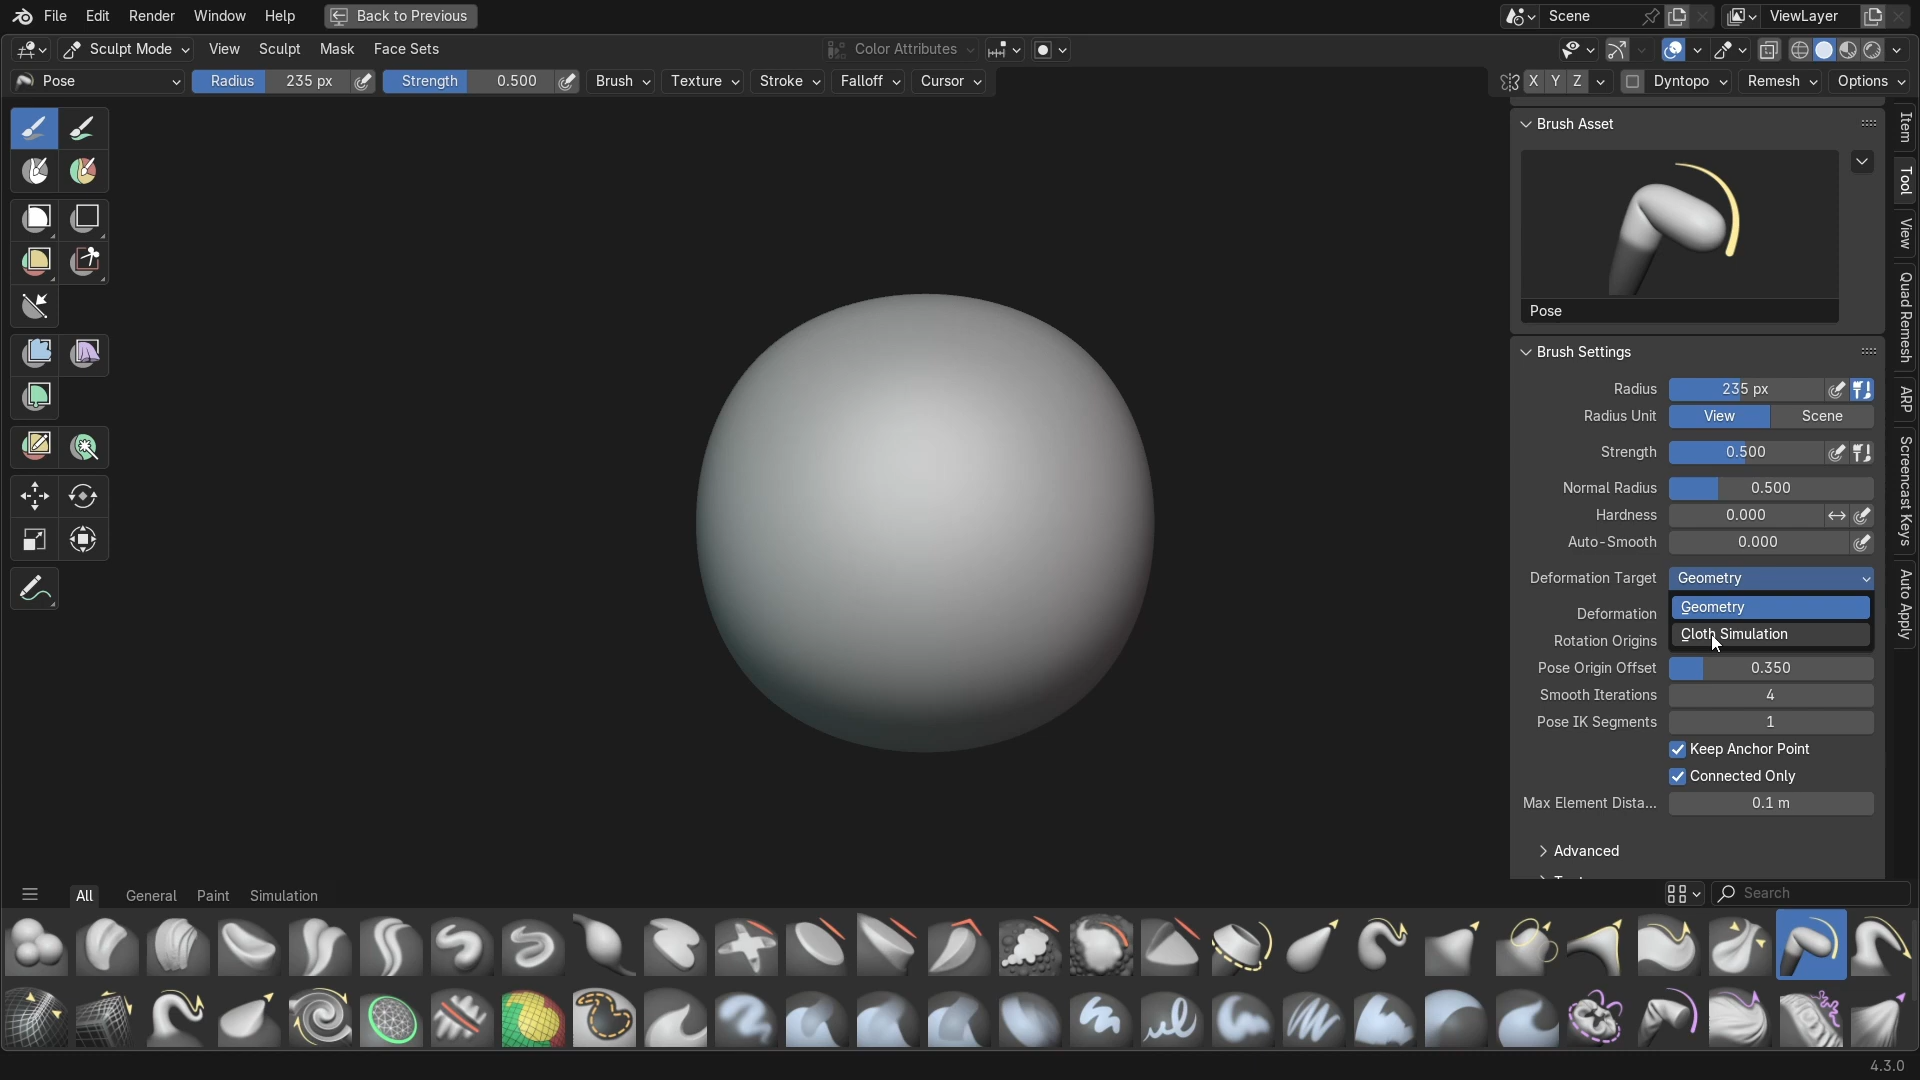 File Edit Render Window Help Back to Previous Scene ViewLayer
Sculpt Mode View Sculpt Mask Face Sets Color Attributes
Pose Radius 235 px Strength 0.500 Brush Texture Stroke Falloff Cursor X Y Z Dyntopo Remesh Options
Brush Asset
Pose
Brush Settings
Radius 235 px
Radius Unit View Scene
Strength 0.500
Normal Radius 0.500
Hardness 0.000
Auto-Smooth 0.000
Deformation Target Geometry
Geometry
Deformation
Cloth Simulation
Rotation Origins
Pose Origin Offset 0.350
Smooth Iterations 4
Pose IK Segments 1
Keep Anchor Point
Connected Only
Max Element Dista... 0.1 m
Advanced
Item
Tool
View
Quad Remesh
ARP
Screencast Keys
Auto Apply
All General Paint Simulation Search
4.3.0